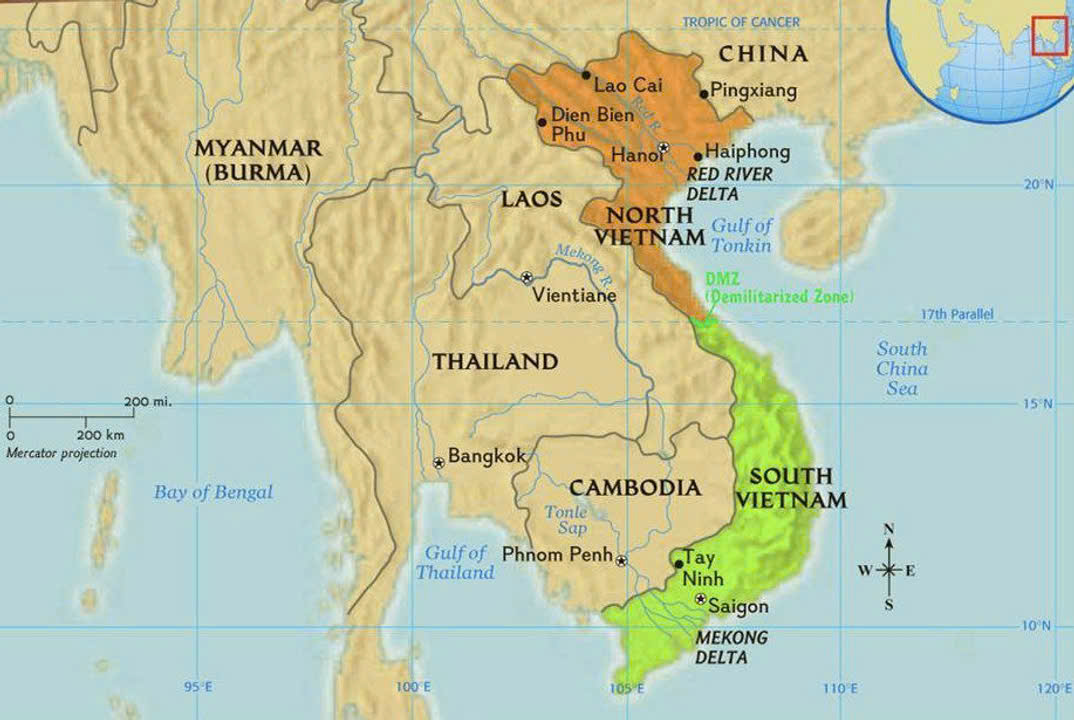 TROPIC OF CANCER
CHINA
Lao Cai
Pingxiang
Red R.
Dien Bien
Phu
MYANMAR
(BURMA)
Hanoi
Haiphong
RED RIVER
DELTA
20°N
LAOS
NORTH
VIETNAM
Gulf of
Tonkin
Mekong R.
Vientiane
DMZ
(Demilitarized Zone)
17th Parallel
THAILAND
South
China
Sea
0
200 mi.
0
200 km
Mercator projection
15°N
Bangkok
CAMBODIA
SOUTH
VIETNAM
Bay of Bengal
Tonle
Sap
Gulf of
Thailand
Phnom Penh
Tay
Ninh
Saigon
N
W
E
S
10°N
MEKONG
DELTA
95°E
100°E
105°E
110°E
120°E